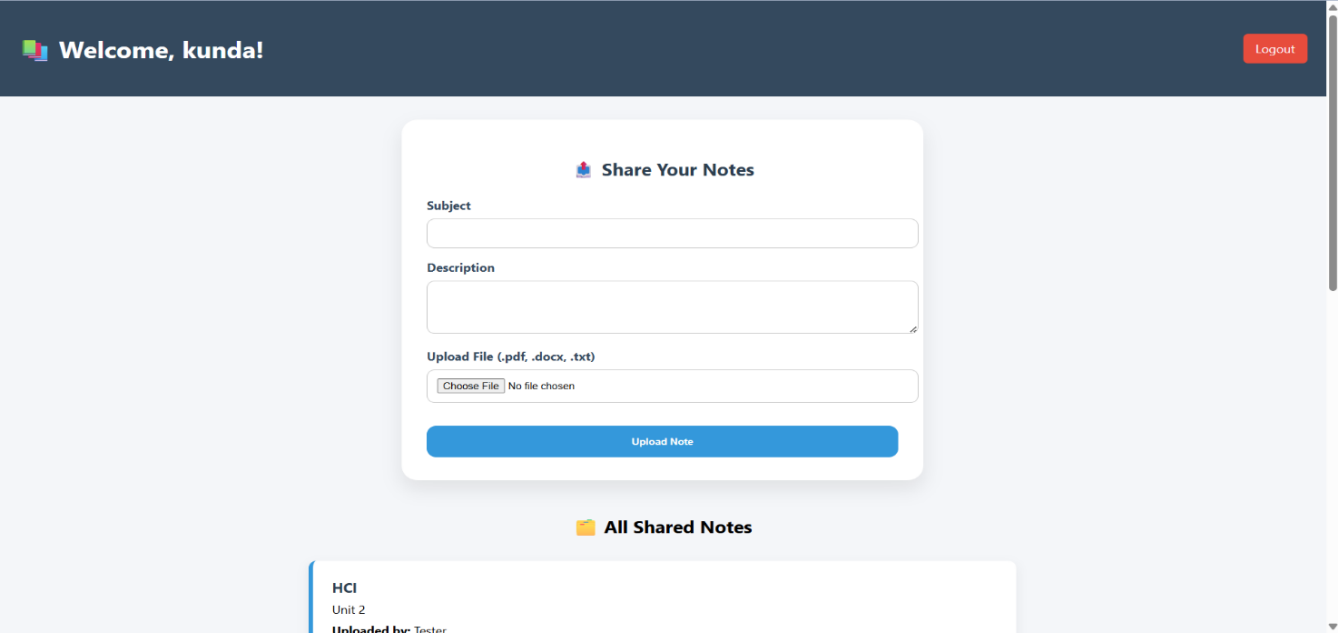 Welcome, kunda!
Logout
Share Your Notes
Subject
Description
Upload File (.pdf, .docx, .txt)
Choose File No file chosen
Upload Note
All Shared Notes
HCI
Unit 2
Uploaded by: Tester